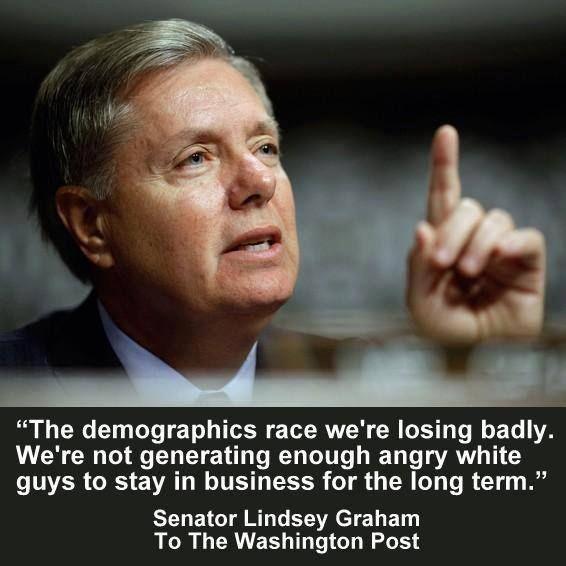 “The demographics race we're losing badly.
We're not generating enough angry white
guys to stay in business for the long term.”
Senator Lindsey Graham
To The Washington Post